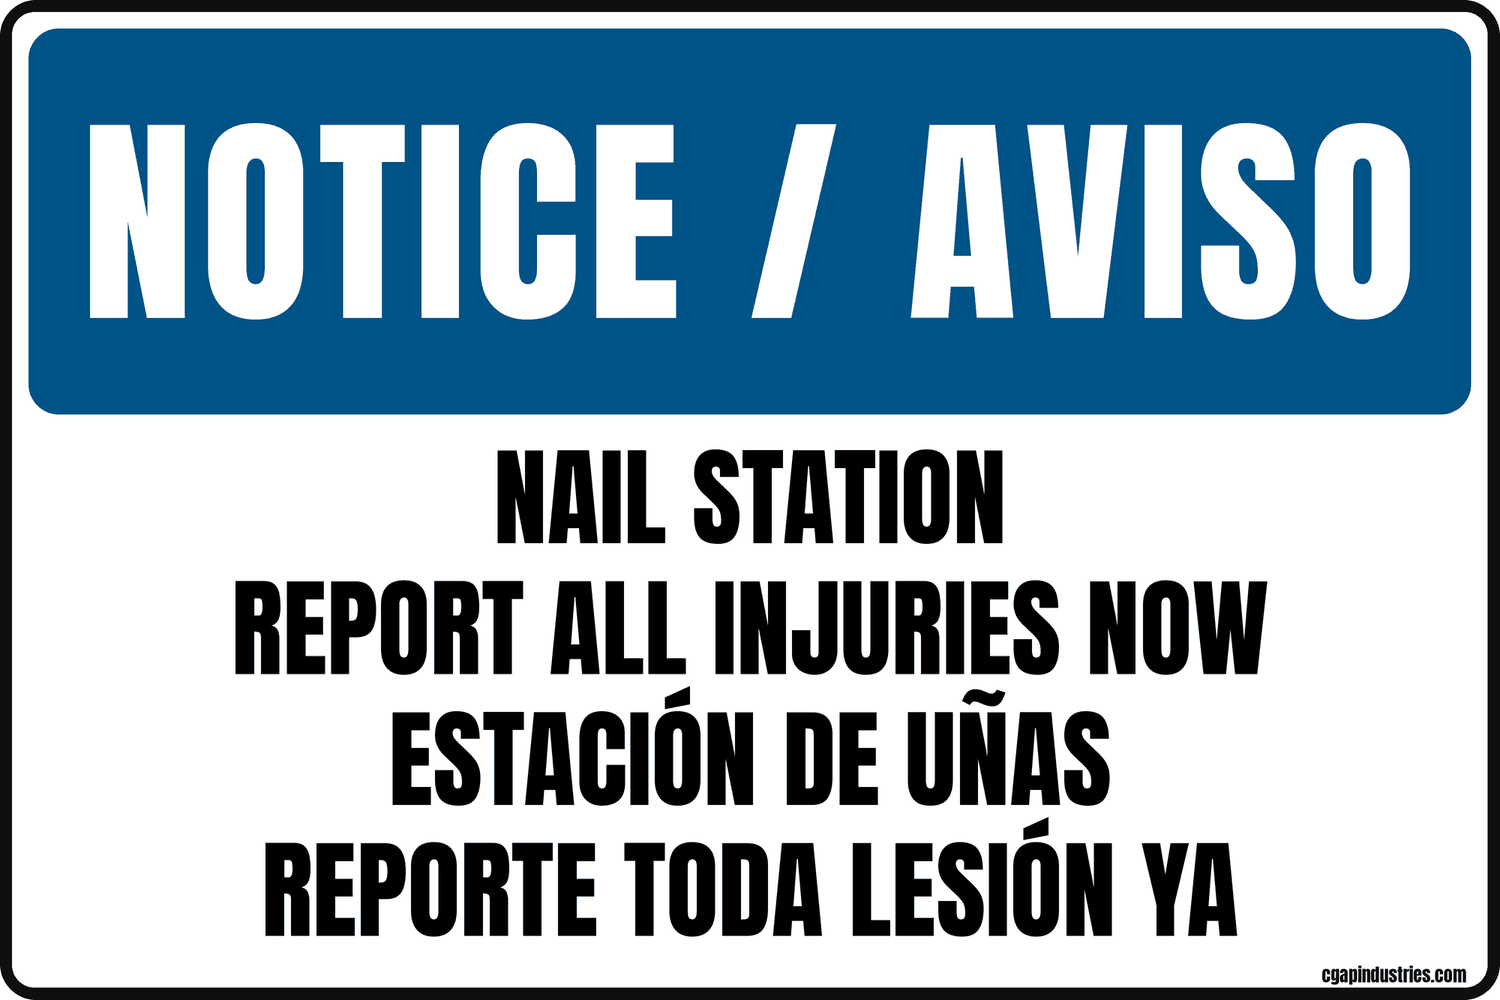 NOTICE / AVISO
NAIL STATION
REPORT ALL INJURIES NOW
ESTACIÓN DE UÑAS
REPORTE TODA LESIÓN YA
cgapindustries.com